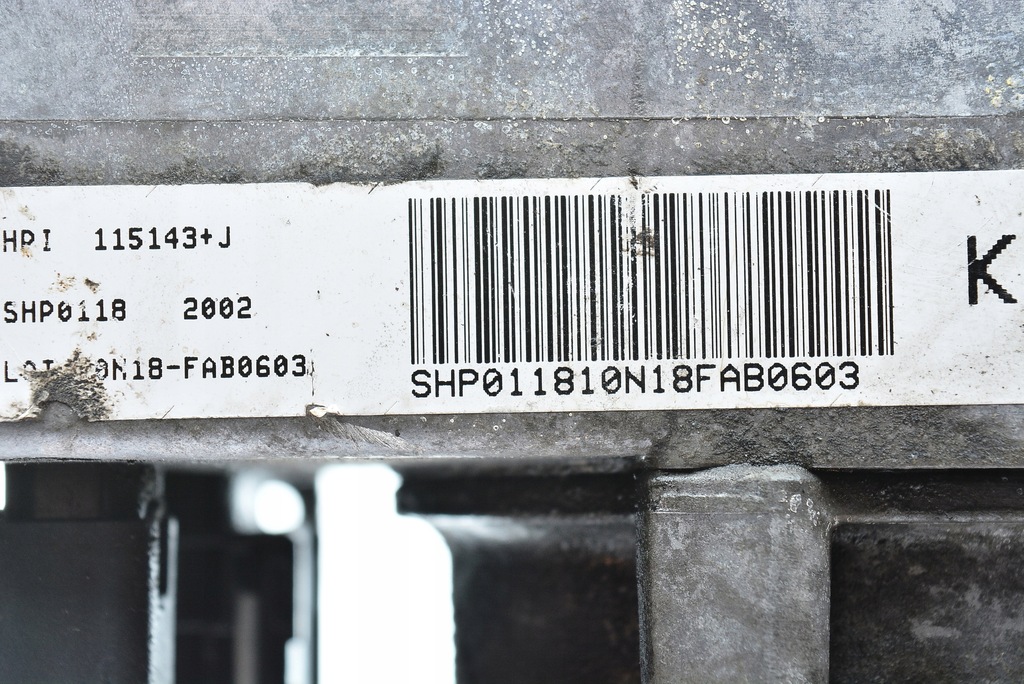 HPI 115143+J
SHP0118 2002
0N18-FAB0603
SHP011810N18FAB0603
K